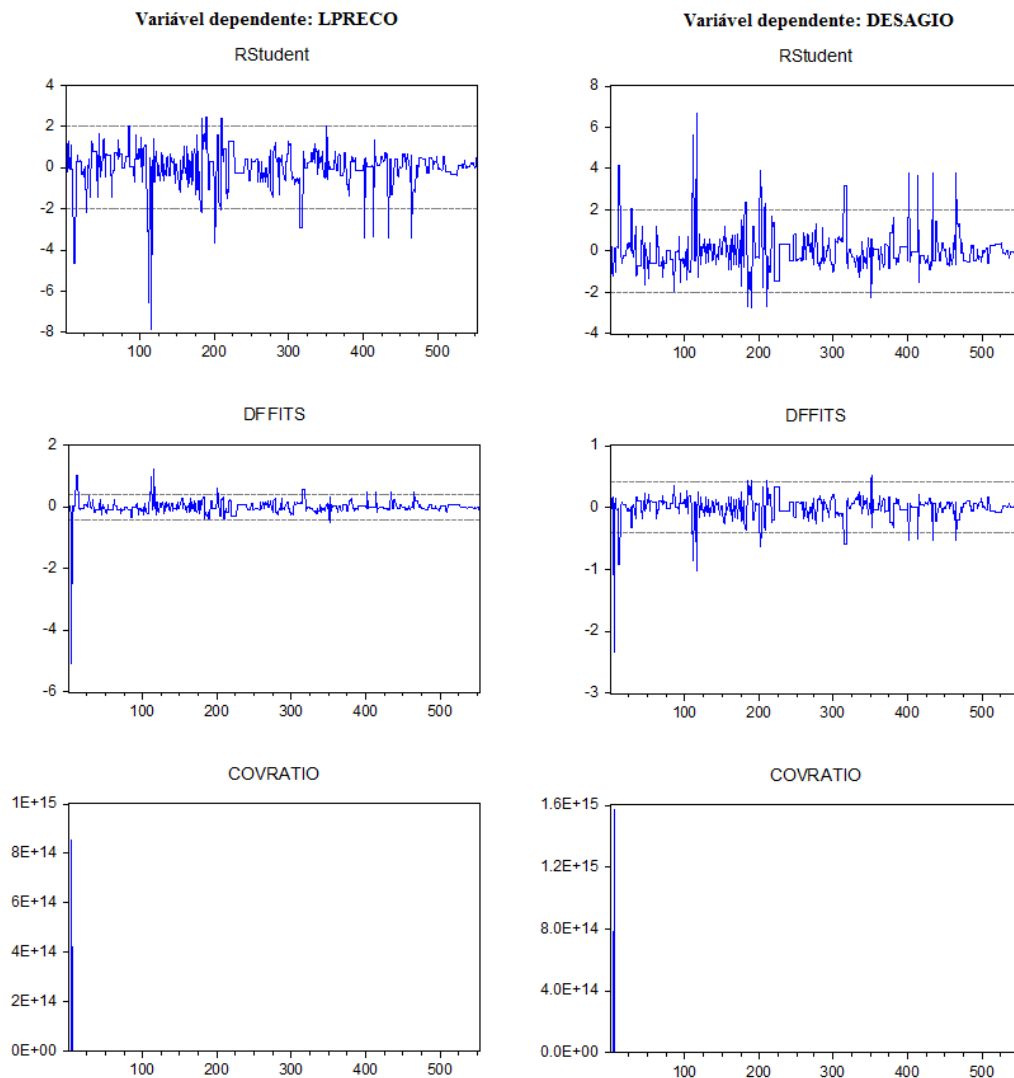 Variável dependente: LPRECO
RStudent
4
2
0
-2
-4
-6
-8
100
200
300
400
500
DFFITS
2
0
-2
-4
-6
100
200
300
400
500
COVRATIO
1E+15
8E+14
6E+14
4E+14
2E+14
0E+00
100
200
300
400
500
Variável dependente: DESAGIO
RStudent
8
6
4
2
0
-2
-4
100
200
300
400
500
DFFITS
1
0
-1
-2
-3
100
200
300
400
500
COVRATIO
1.6E+15
1.2E+15
8.0E+14
4.0E+14
0.0E+00
100
200
300
400
500